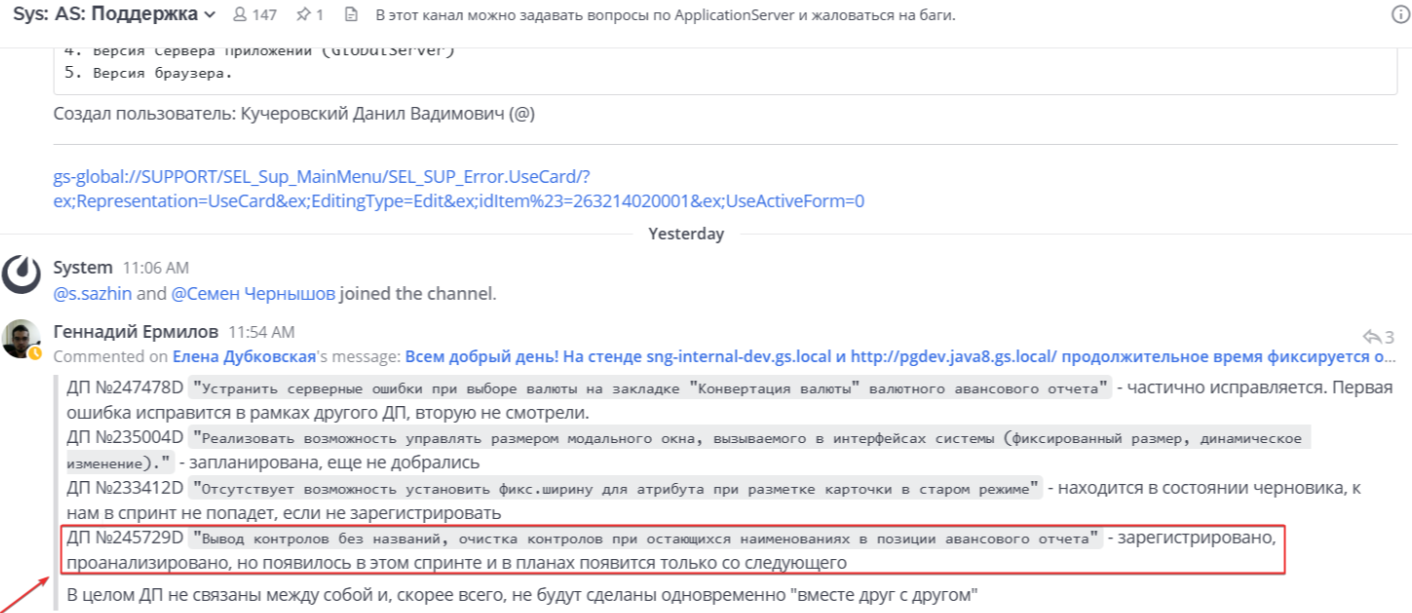 Sys: AS: Поддержка 147 1 В этот канал можно задавать вопросы по ApplicationServer и жаловаться на баги.
4. Версия Сервера приложений (GlobulServer)
5. Версия браузера.
Создал пользователь: Кучеровский Данил Вадимович (@)
gs-global://SUPPORT/SEL_Sup_MainMenu/SEL_SUP_Error.UseCard/?
ex;Representation=UseCard&ex;EditingType=Edit&ex;idItem%23=263214020001&ex;UseActiveForm=0
Yesterday
System 11:06 AM
@s.sazhin and @Семен Чернышов joined the channel.
Геннадий Ермилов 11:54 AM
3
Commented on Елена Дубковская's message: Всем добрый день! На стенде sng-internal-dev.gs.local и http://pgdev.java8.gs.local/ продолжительное время фиксируется о...
ДП №247478D "Устранить серверные ошибки при выборе валюты на закладке "Конвертация валюты" валютного авансового отчета" - частично исправляется. Первая
ошибка исправится в рамках другого ДП, вторую не смотрели.
ДП №235004D "Реализовать возможность управлять размером модального окна, вызываемого в интерфейсах системы (фиксированный размер, динамическое
изменение)." - запланирована, еще не добрались
ДП №233412D "Отсутствует возможность установить фикс.ширину для атрибута при разметке карточки в старом режиме" - находится в состоянии черновика, к
нам в спринт не попадет, если не зарегистрировать
ДП №245729D "Вывод контролов без названий, очистка контролов при остающихся наименованиях в позиции авансового отчета" - зарегистрировано,
проанализировано, но появилось в этом спринте и в планах появится только со следующего
В целом ДП не связаны между собой и, скорее всего, не будут сделаны одновременно "вместе друг с другом"